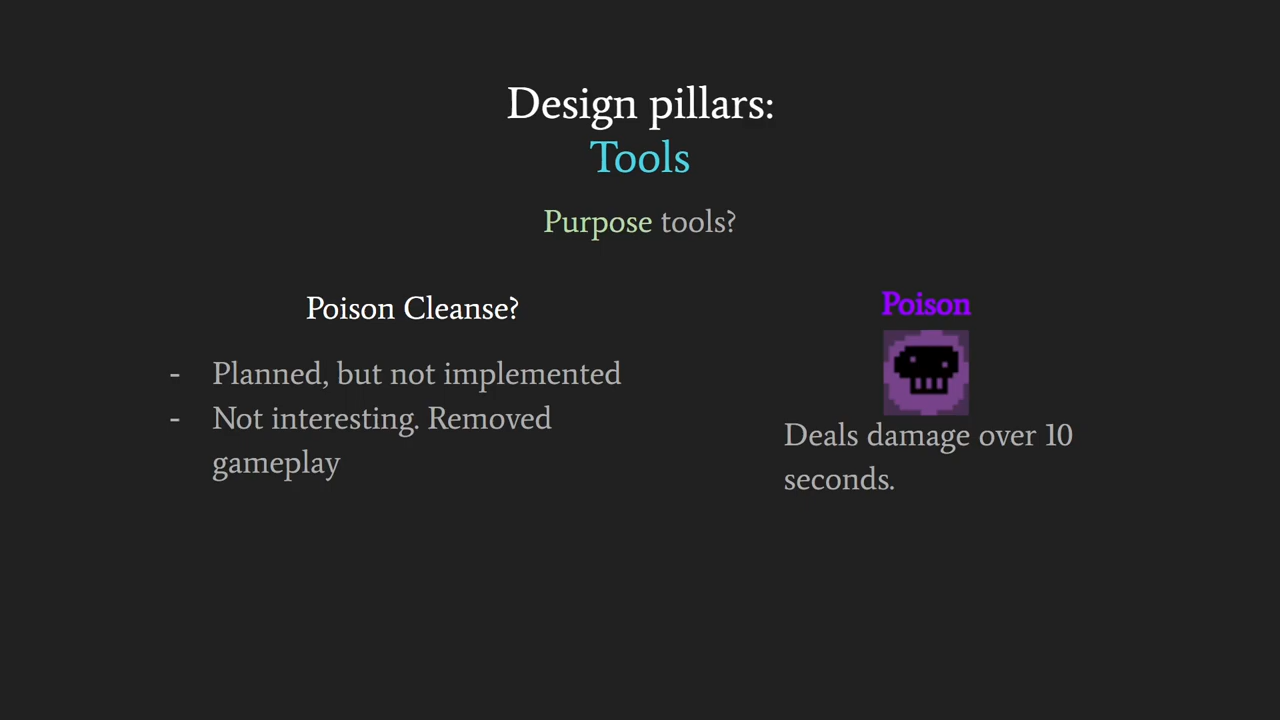 Design pillars:
Tools
Purpose tools?
Poison Cleanse?
- Planned, but not implemented
- Not interesting. Removed
gameplay
Poison
Deals damage over 10
seconds.